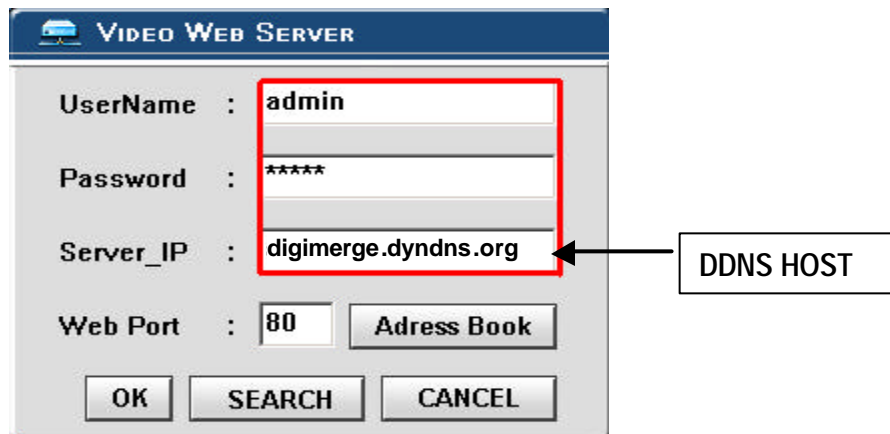 VIDEO WEB SERVER
UserName : admin
Password : *****
Server_IP : digimerge.dyndns.org
DDNS HOST
Web Port : 80 Adress Book
OK SEARCH CANCEL